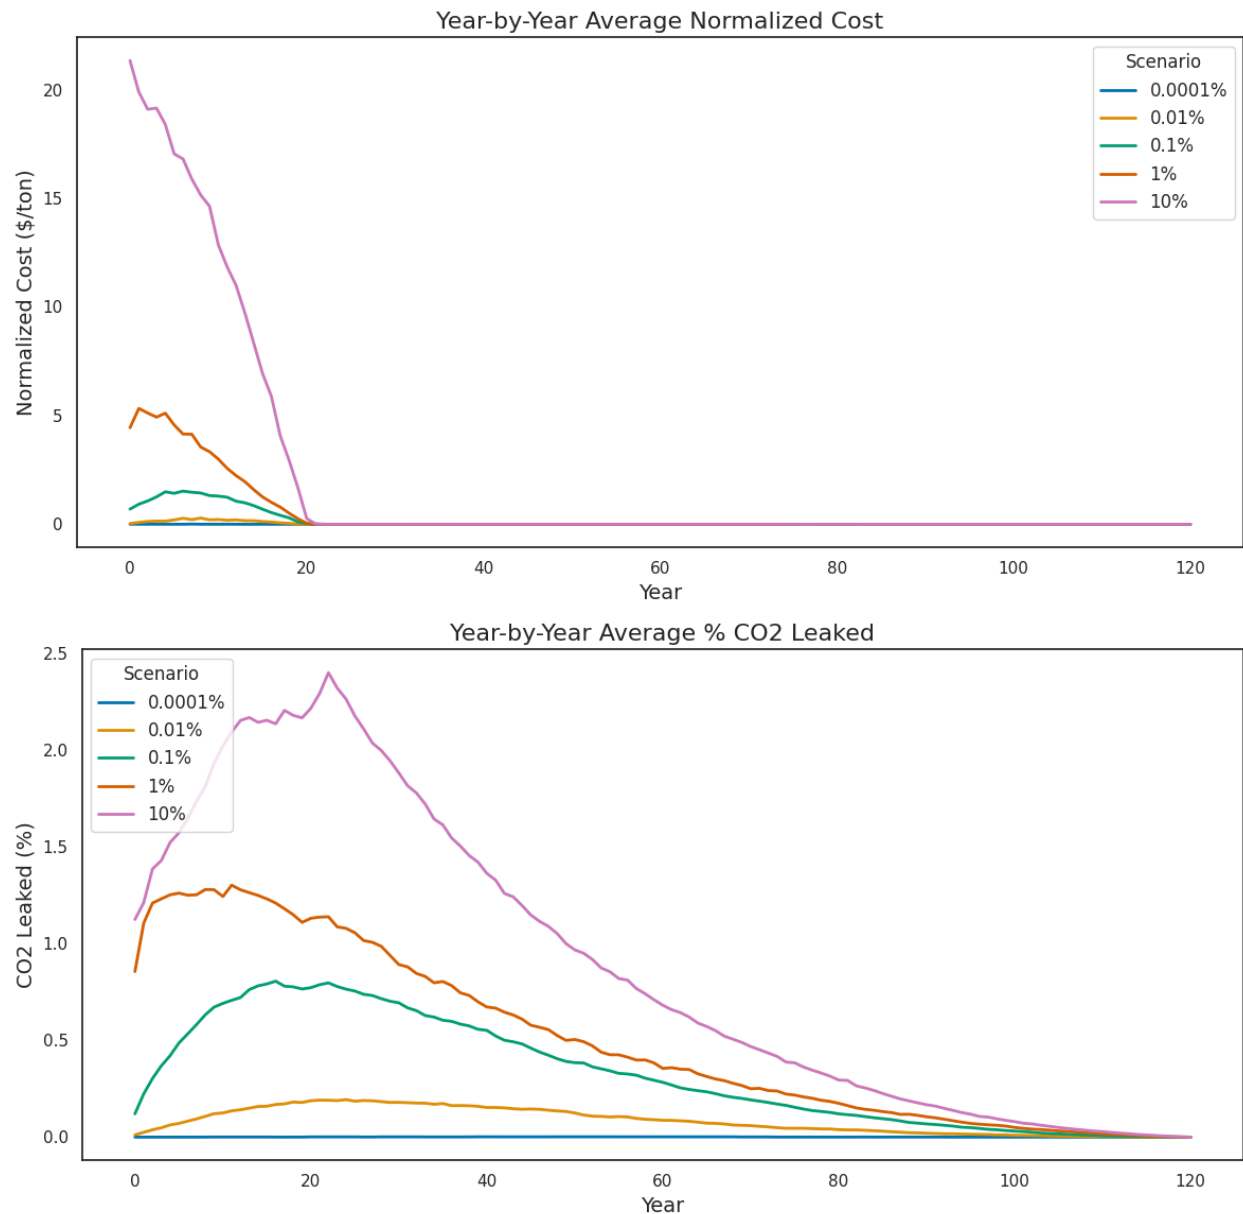 Year-by-Year Average Normalized Cost
Normalized Cost ($/ton)
20
15
10
5
0
Scenario
0.0001%
0.01%
0.1%
1%
10%
0 20 40 60 80 100 120
Year
Year-by-Year Average % CO2 Leaked
CO2 Leaked (%)
2.5
2.0
1.5
1.0
0.5
0.0
Scenario
0.0001%
0.01%
0.1%
1%
10%
0 20 40 60 80 100 120
Year